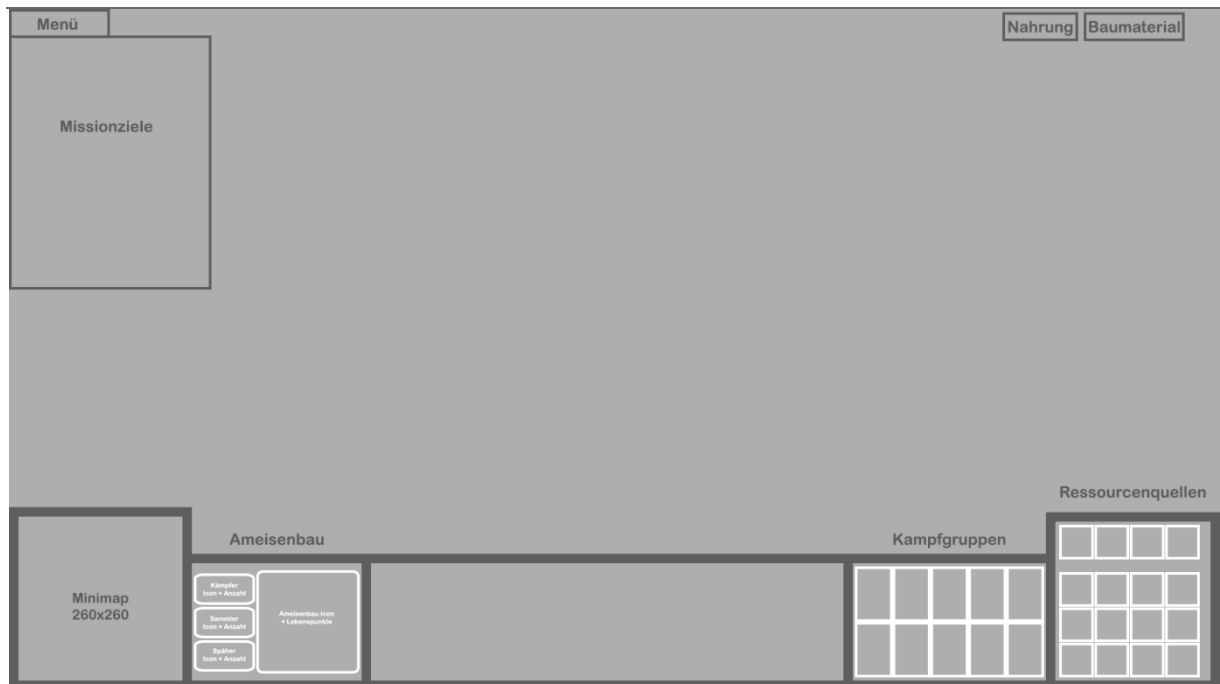 Menü
Nahrung
Baumaterial
Missionziele
Ressourcenquellen
Ameisenbau
Kampfgruppen
Minimap
260x260
Kämpfer
Icon + Anzahl
Sammler
Icon + Anzahl
Späher
Icon + Anzahl
Ameisenbau Icon
+ Lebenspunkte